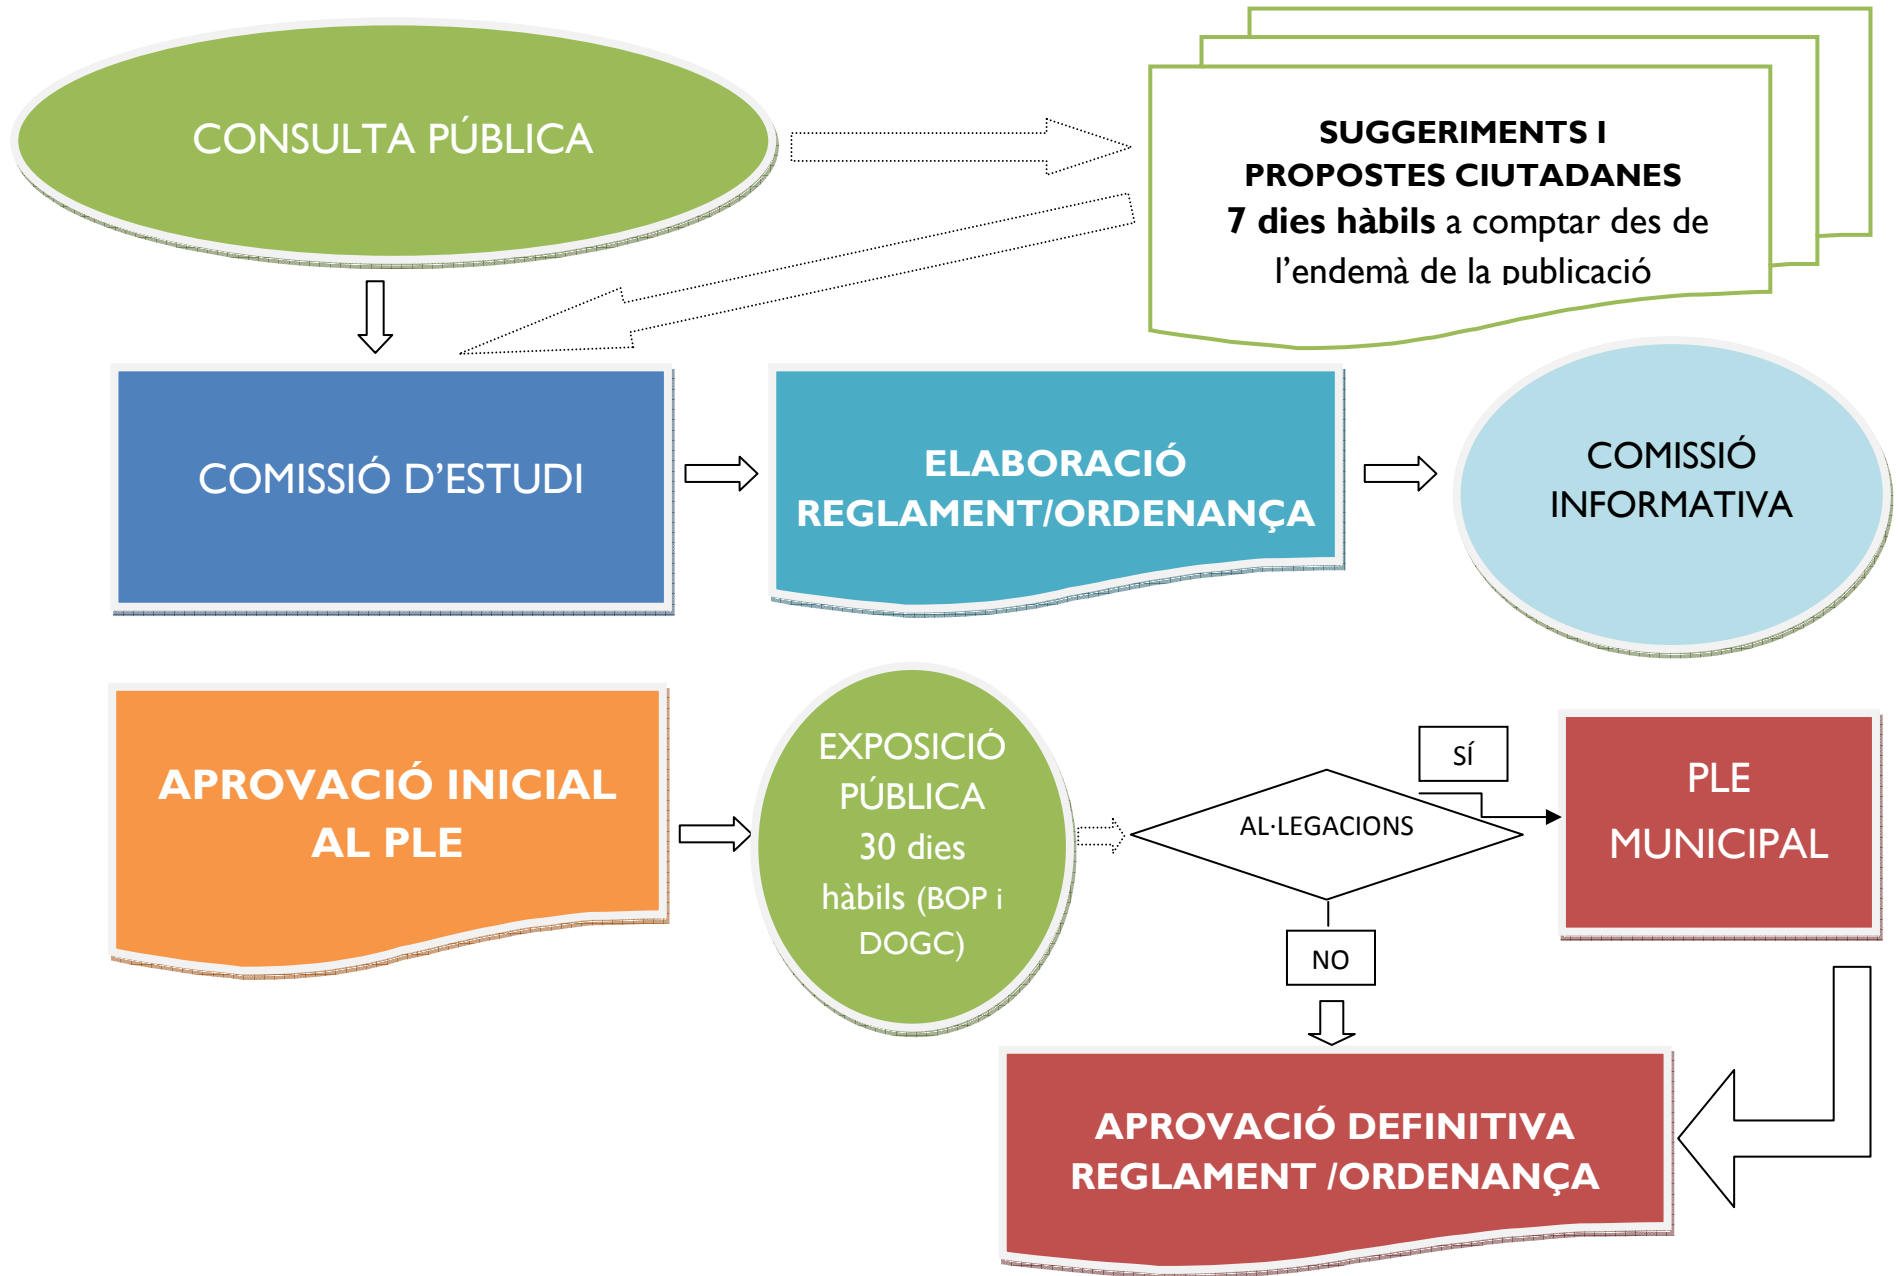 CONSULTA PÚBLICA
SUGGERIMENTS I
PROPOSTES CIUTADANES
7 dies hàbils a comptar des de
l’endemà de la publicació
COMISSIÓ D’ESTUDI
ELABORACIÓ
REGLAMENT/ORDENANÇA
COMISSIÓ
INFORMATIVA
APROVACIÓ INICIAL
AL PLE
EXPOSICIÓ
PÚBLICA
30 dies
hàbils (BOP i
DOGC)
AL·LEGACIONS
SÍ
PLE
MUNICIPAL
NO
APROVACIÓ DEFINITIVA
REGLAMENT /ORDENANÇA